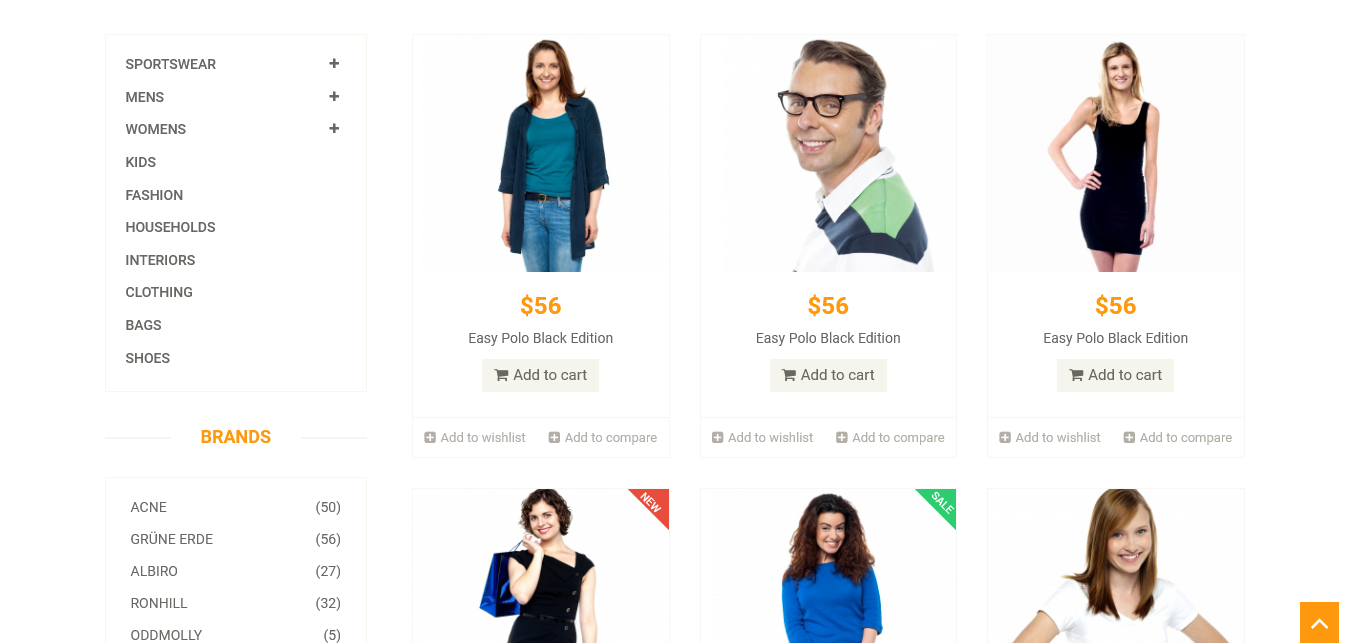 SPORTSWEAR
MENS
WOMENS
KIDS
FASHION
HOUSEHOLDS
INTERIORS
CLOTHING
BAGS
SHOES
BRANDS
ACNE (50)
GRÜNE ERDE (56)
ALBIRO (27)
RONHILL (32)
ODDMOLLY (5)
$56
Easy Polo Black Edition
Add to cart
Add to wishlist Add to compare
$56
Easy Polo Black Edition
Add to cart
Add to wishlist Add to compare
$56
Easy Polo Black Edition
Add to cart
Add to wishlist Add to compare
NEW
SALE